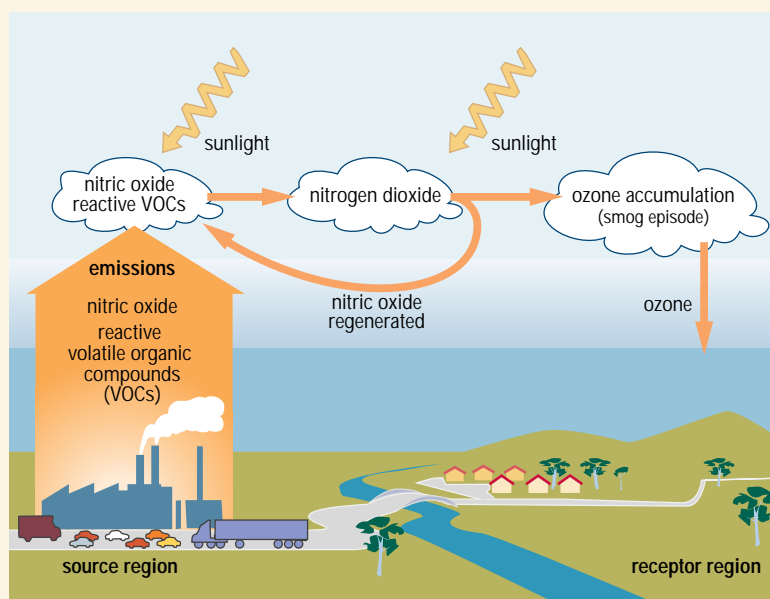 sunlight
sunlight
nitric oxide
reactive VOCs
nitrogen dioxide
ozone accumulation
(smog episode)
emissions
nitric oxide
reactive
volatile organic
compounds
(VOCs)
nitric oxide
regenerated
ozone
source region
receptor region